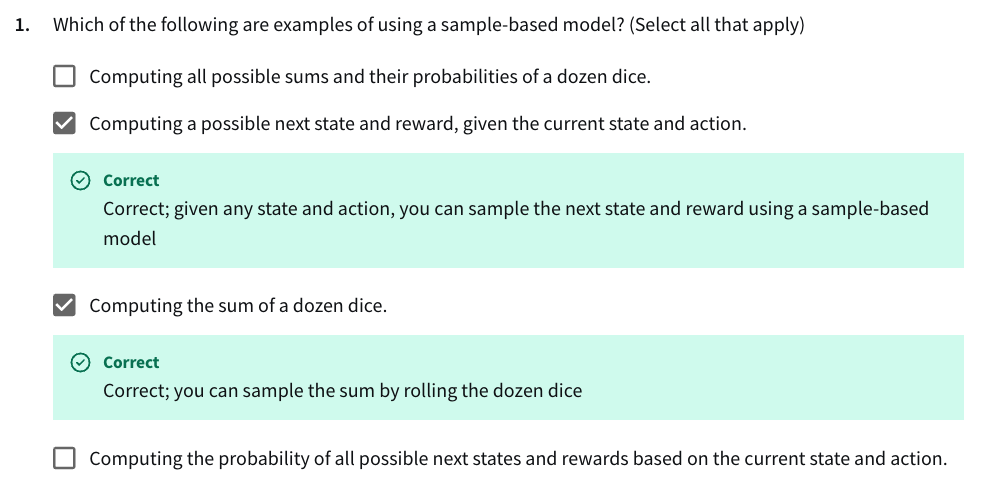 1. Which of the following are examples of using a sample-based model? (Select all that apply)
Computing all possible sums and their probabilities of a dozen dice.
Computing a possible next state and reward, given the current state and action.
Correct
Correct; given any state and action, you can sample the next state and reward using a sample-based
model
Computing the sum of a dozen dice.
Correct
Correct; you can sample the sum by rolling the dozen dice
Computing the probability of all possible next states and rewards based on the current state and action.